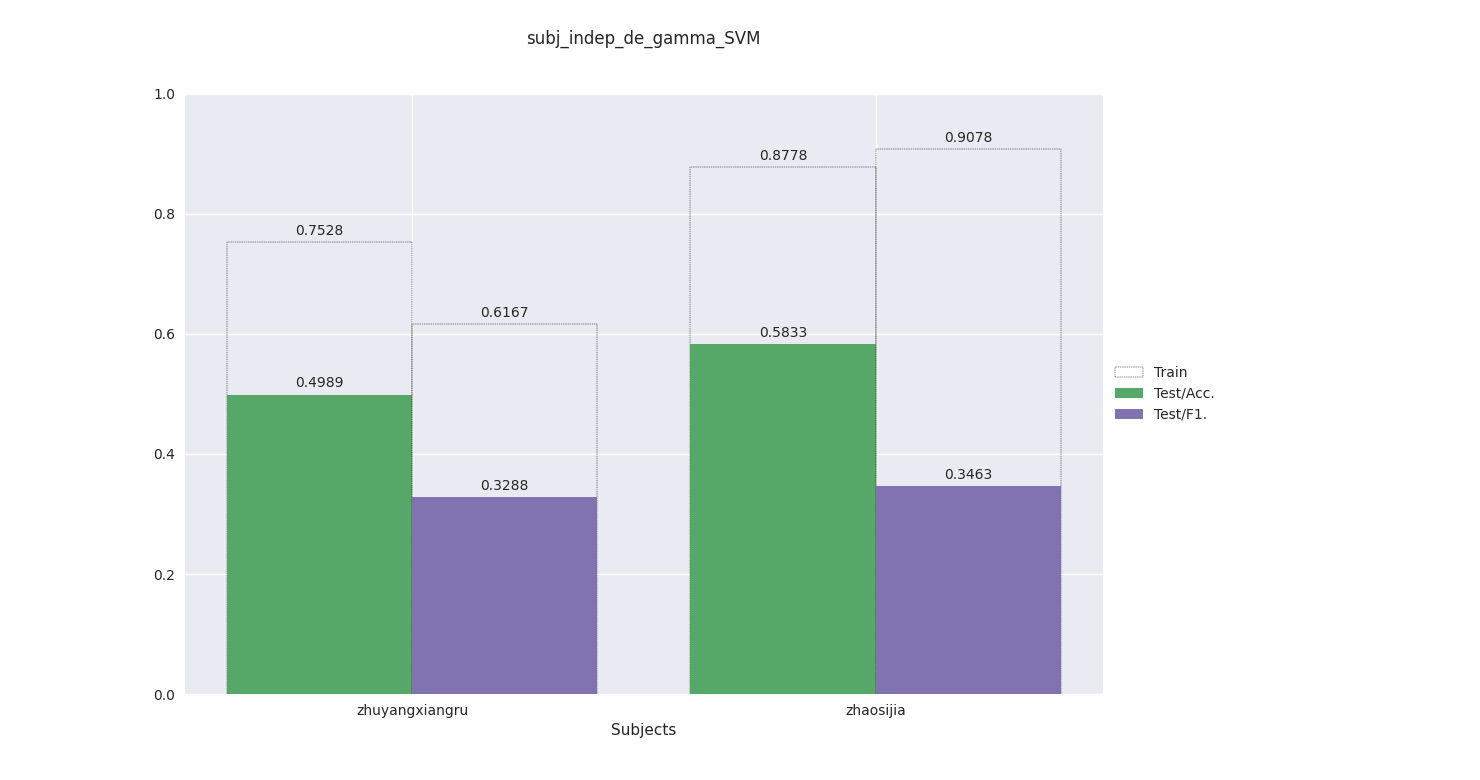 subj_indep_de_gamma_SVM
1.0
0.9078
0.8778
0.8
0.7528
0.6167
0.6
0.5833
Train
0.4989
Test/Acc.
Test/F1.
0.4
0.3463
0.3288
0.2
0.0
zhuyangxiangru zhaosijia
Subjects